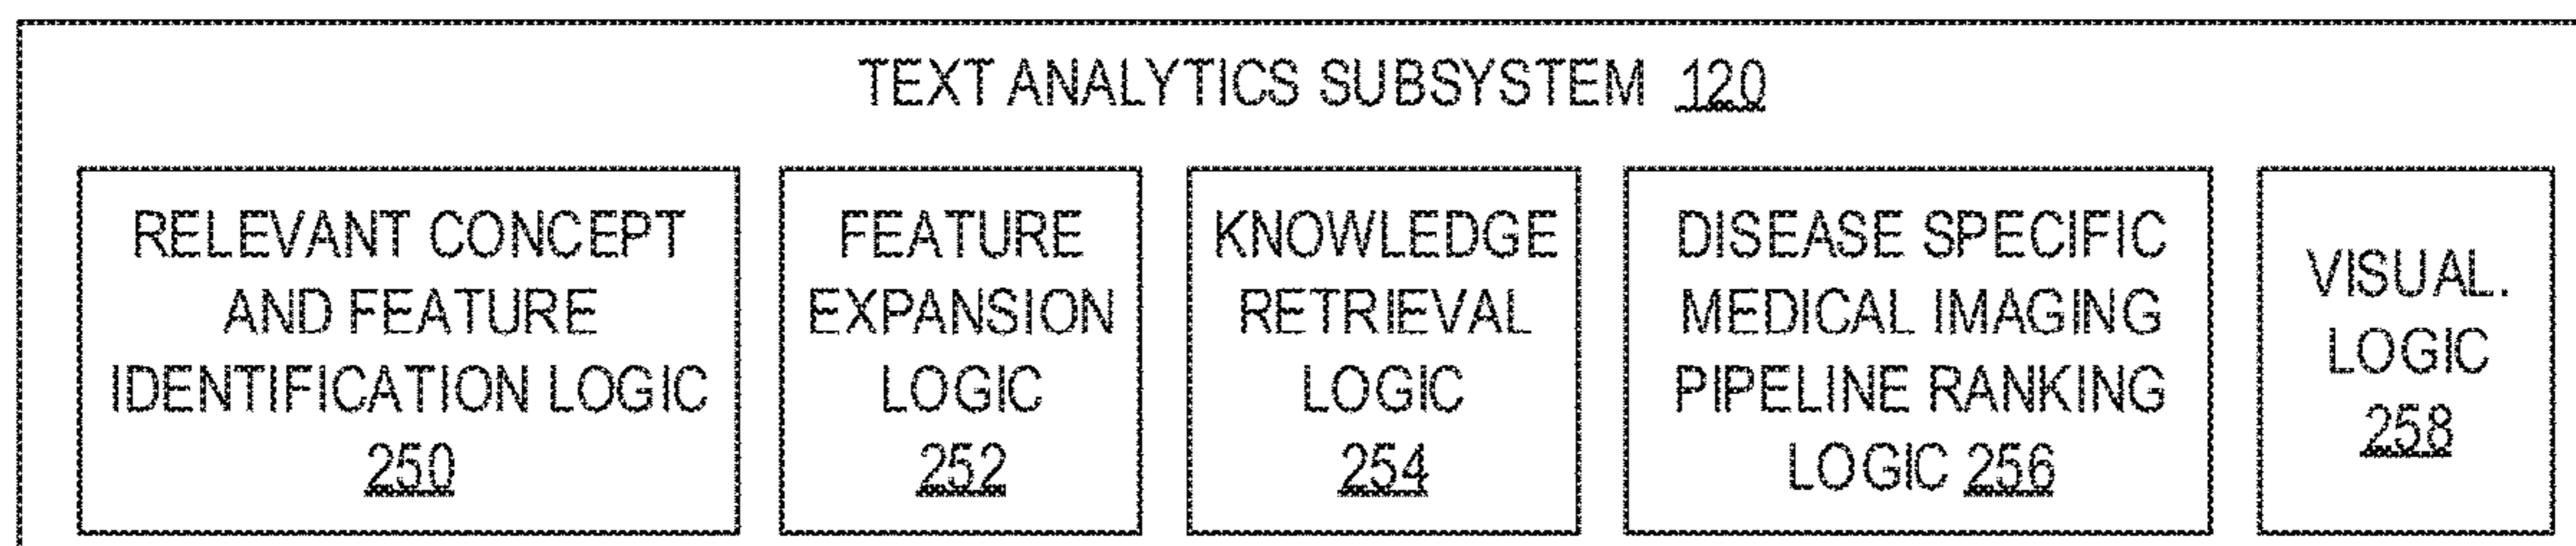 TEXT ANALYTICS SUBSYSTEM 120
RELEVANT CONCEPT
AND FEATURE
IDENTIFICATION LOGIC
250
FEATURE
EXPANSION
LOGIC
252
KNOWLEDGE
RETRIEVAL
LOGIC
254
DISEASE SPECIFIC
MEDICAL IMAGING
PIPELINE RANKING
LOGIC 256
VISUAL.
LOGIC
258